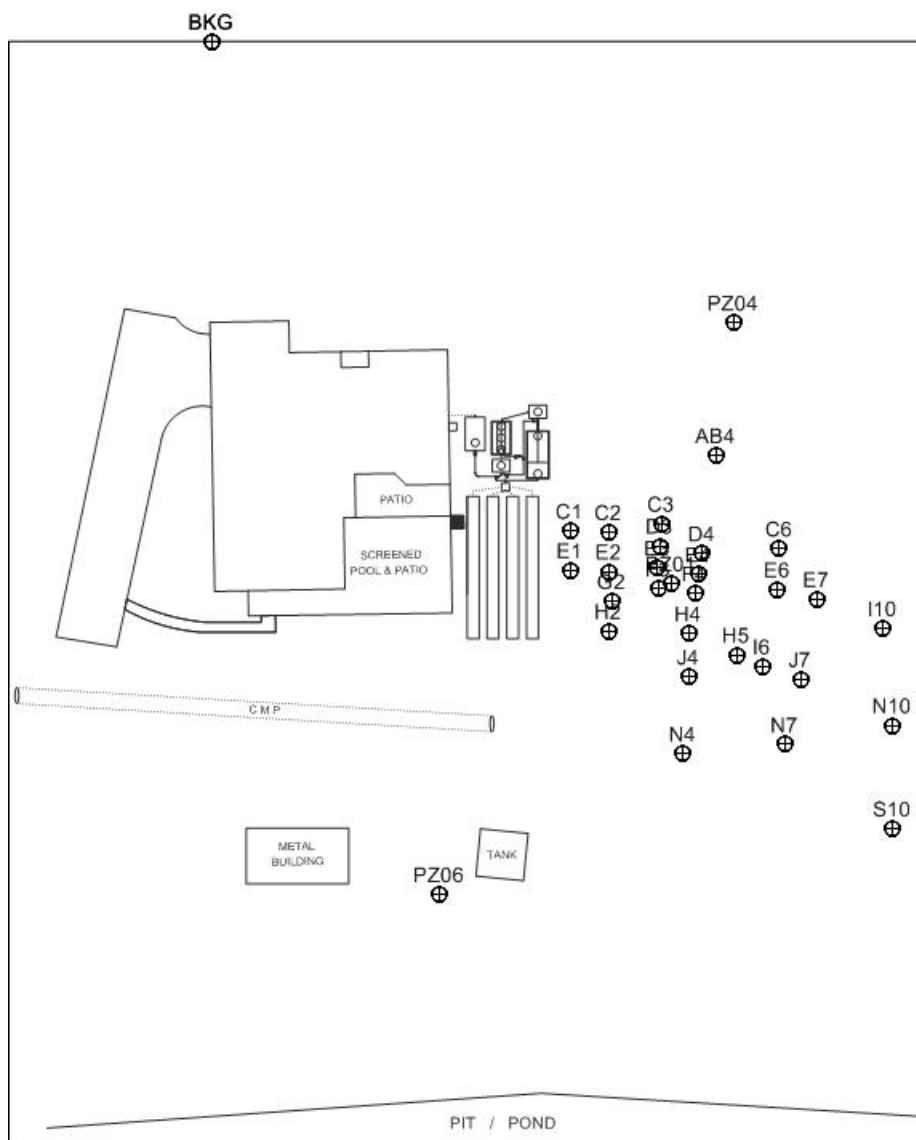 BKG
PZ04
AB4
PATIO
SCREENED
POOL & PATIO
C1
C2
C3
D4
C6
E1
E2
E6
E7
G2
H2
H4
H5
I6
I10
J4
J7
CMP
N4
N7
N10
S10
METAL
BUILDING
TANK
PZ06
PIT / POND